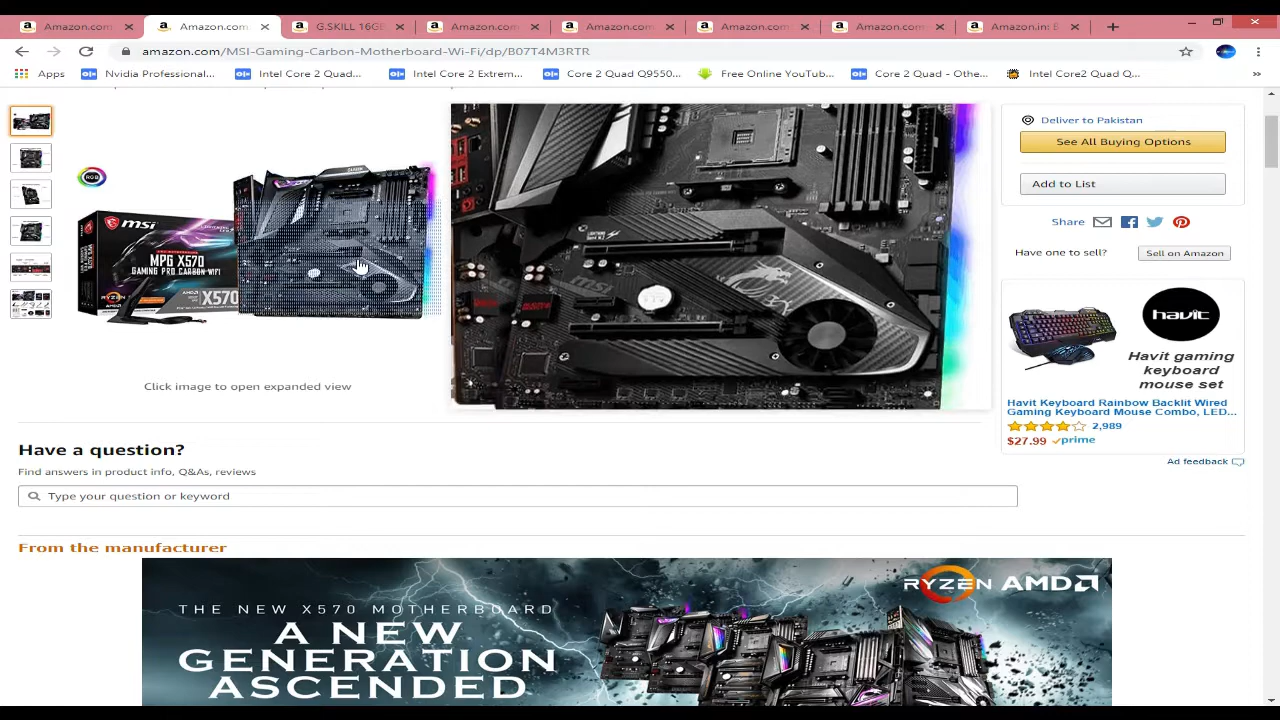 Amazon.com
Amazon.com
G.SKILL 16GB
Amazon.com
Amazon.com
Amazon.com
Amazon.com
Amazon.in: E
amazon.com/MSI-Gaming-Carbon-Motherboard-Wi-Fi/dp/B07T4M3RTR
Apps
Nvidia Professional...
Intel Core 2 Quad...
Intel Core 2 Extrem...
Core 2 Quad Q9550...
Free Online YouTub...
Core 2 Quad - Othe...
Intel Core2 Quad Q...
RGB
msi
MPG X570
GAMING PRO CARBON WIFI
RYZEN
X570
Click image to open expanded view
Deliver to Pakistan
See All Buying Options
Add to List
Share
Have one to sell?
Sell on Amazon
havit
Havit gaming
keyboard
mouse set
Havit Keyboard Rainbow Backlit Wired
Gaming Keyboard Mouse Combo, LED...
2,989
$27.99 prime
Ad feedback
Have a question?
Find answers in product info, Q&As, reviews
Type your question or keyword
From the manufacturer
RYZEN AMD
THE NEW X570 MOTHERBOARD
A NEW
GENERATION
ASCENDED